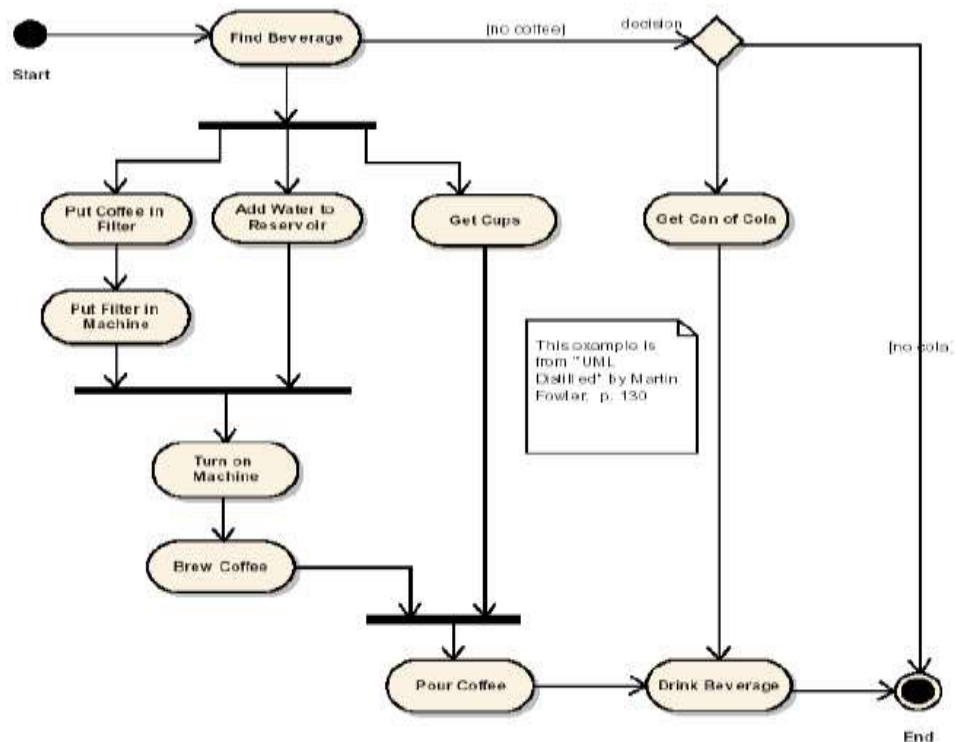 Find Beverage
[no coffee]
decision
Start
Put Coffee in
Filter
Add Water to
Reservoir
Get Cups
Get Can of Cola
Put Filter in
Machine
This example is
from "UML
Distilled" by Martin
Fowler, p. 130
[no cola]
Turn on
Machine
Brew Coffee
Pour Coffee
Drink Beverage
End